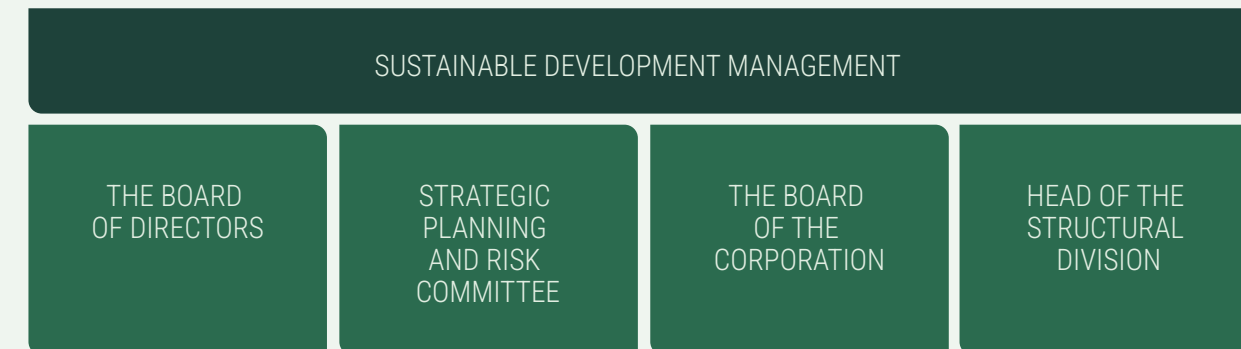 SUSTAINABLE DEVELOPMENT MANAGEMENT
THE BOARD
OF DIRECTORS
STRATEGIC
PLANNING
AND RISK
COMMITTEE
THE BOARD
OF THE
CORPORATION
HEAD OF THE
STRUCTURAL
DIVISION